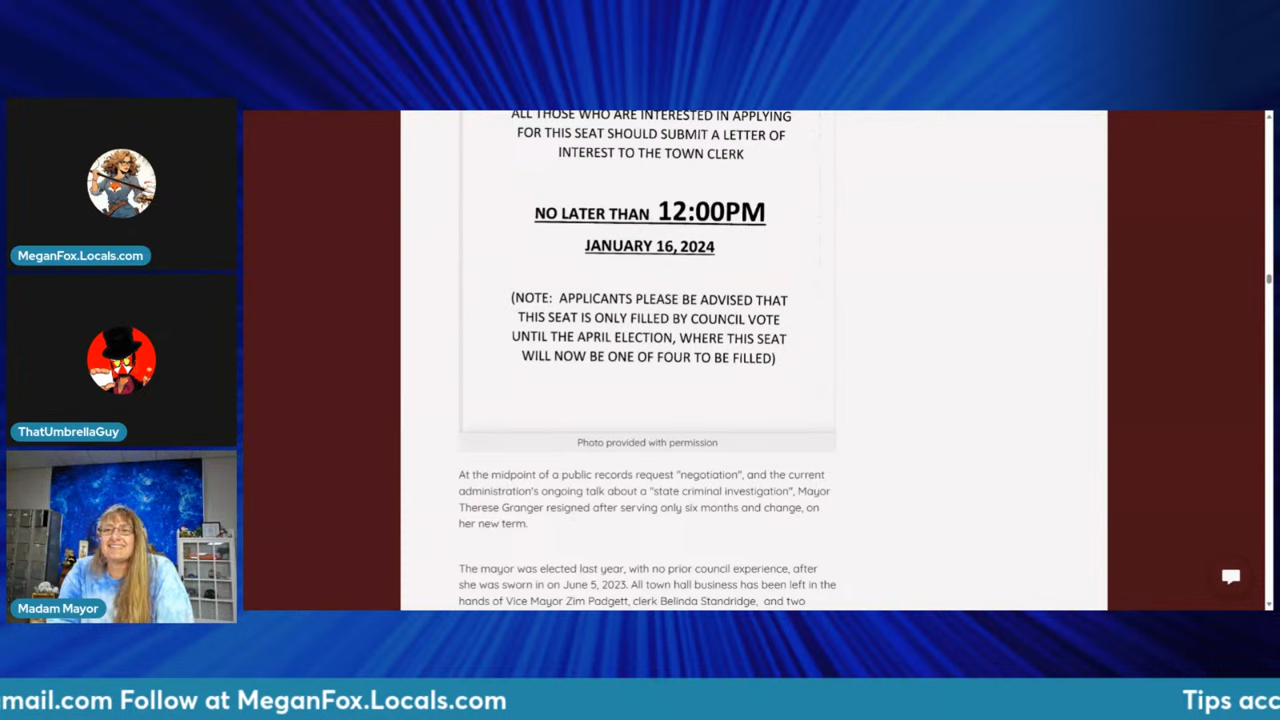 MeganFox.Locals.com
ThatUmbrellaGuy
Madam Mayor
ALL THOSE WHO ARE INTERESTED IN APPLYING
FOR THIS SEAT SHOULD SUBMIT A LETTER OF
INTEREST TO THE TOWN CLERK
NO LATER THAN 12:00PM
JANUARY 16, 2024
(NOTE: APPLICANTS PLEASE BE ADVISED THAT
THIS SEAT IS ONLY FILLED BY COUNCIL VOTE
UNTIL THE APRIL ELECTION, WHERE THIS SEAT
WILL NOW BE ONE OF FOUR TO BE FILLED)
Photo provided with permission
At the midpoint of a public records request "negotiation", and the current
administration's ongoing talk about a "state criminal investigation", Mayor
Therese Granger resigned after serving only six months and change, on
her new term.
The mayor was elected last year, with no prior council experience, after
she was sworn in on June 5, 2023. All town hall business has been left in the
hands of Vice Mayor Zim Padgett, clerk Belinda Standridge, and two
gmail.com Follow at MeganFox.Locals.com
Tips acc